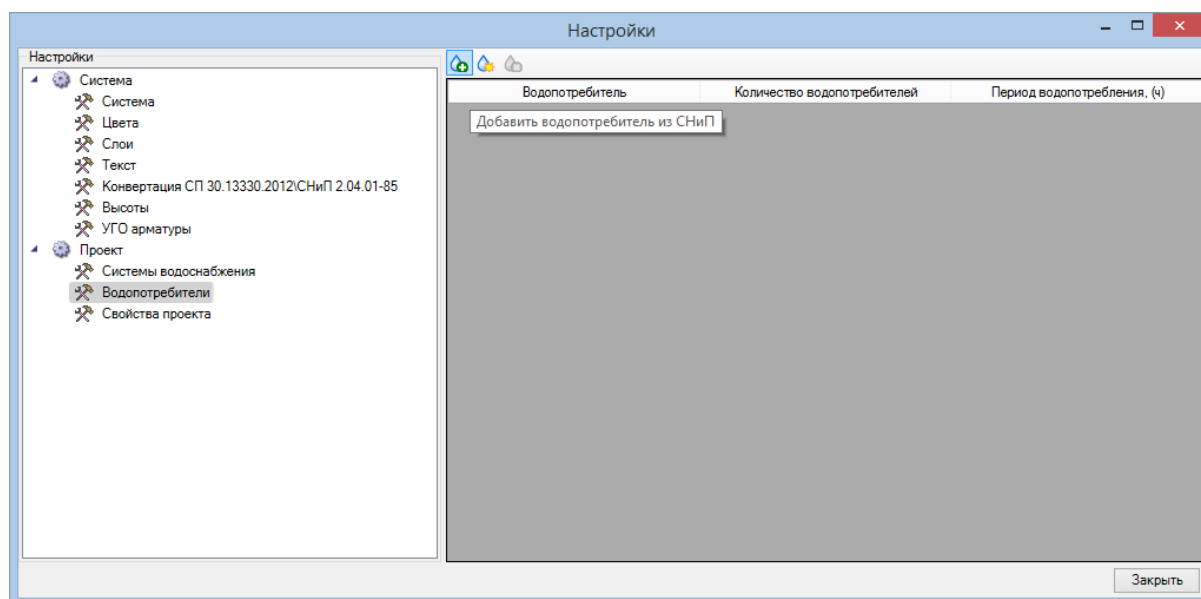 Настройки
Настройки
Система
Система
Цвета
Слои
Текст
Конвертация СП 30.13330.2012\СНиП 2.04.01-85
Высоты
УГО арматуры
Проект
Системы водоснабжения
Водопотребители
Свойства проекта
Водопотребитель Количество водопотребителей Период водопотребления, (ч)
Добавить водопотребитель из СНиП
Закрыть